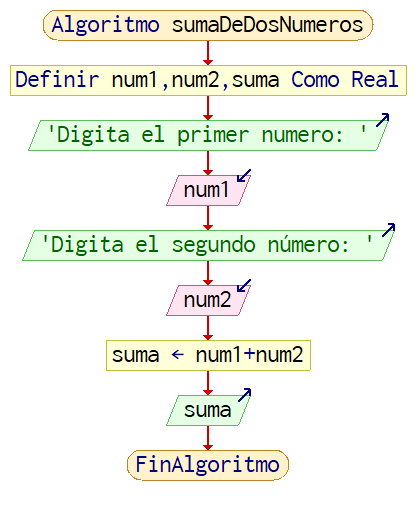 Algoritmo sumaDeDosNumeros
Definir num1,num2,suma Como Real
'Digita el primer numero: '
num1
'Digita el segundo número: '
num2
suma ← num1+num2
suma
FinAlgoritmo